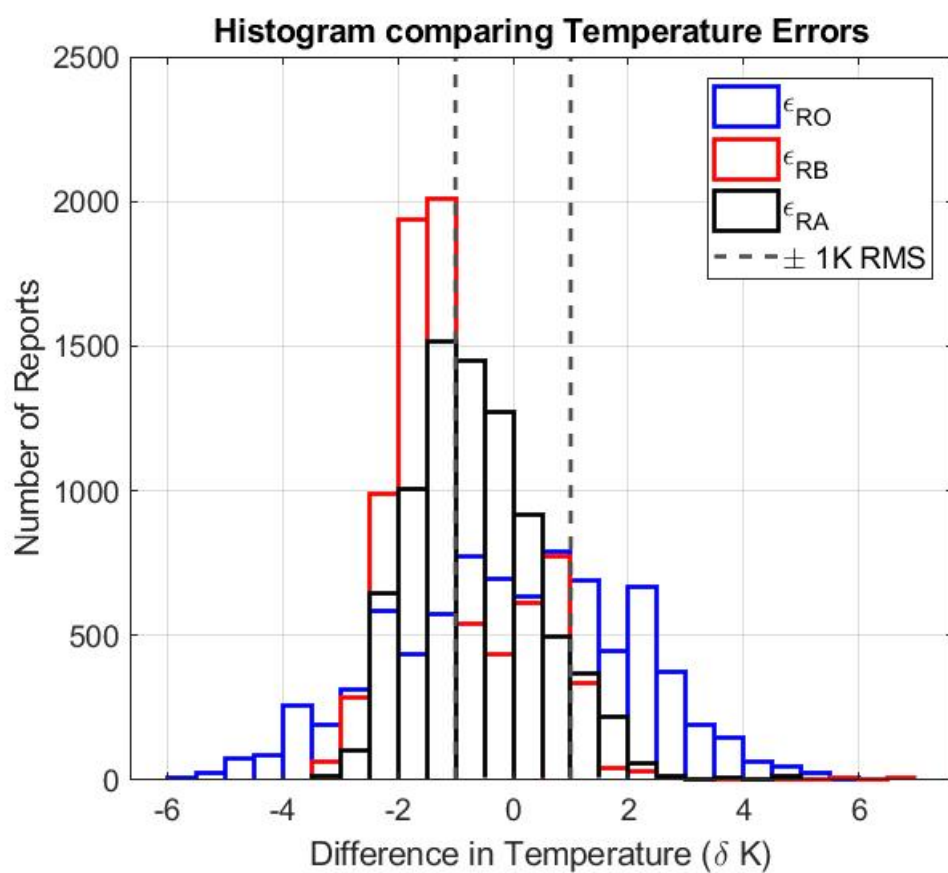 Histogram comparing Temperature Errors
2500
2000
1500
1000
500
0
Number of Reports
-6
-4
-2
0
2
4
6
Difference in Temperature (δ K)
ϵRO
ϵRB
ϵRA
± 1K RMS